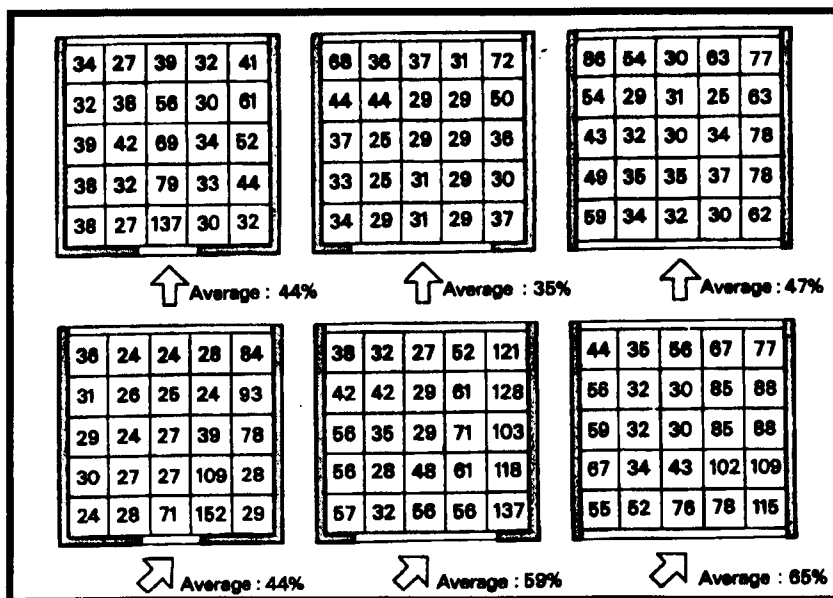 34 27 39 32 41
32 38 56 30 61
39 42 69 34 52
38 32 79 33 44
38 27 137 30 32
Average : 44%
68 36 37 31 72
44 44 29 29 50
37 25 29 29 36
33 25 31 29 30
34 29 31 29 37
Average : 35%
86 54 30 63 77
54 29 31 25 63
43 32 30 34 78
49 35 35 37 78
59 34 32 30 62
Average : 47%
36 24 24 28 84
31 26 25 24 93
29 24 27 39 78
30 27 27 109 28
24 28 71 152 29
Average : 44%
38 32 27 52 121
42 42 29 61 128
56 35 29 71 103
56 28 48 61 118
57 32 56 56 137
Average : 59%
44 35 56 67 77
56 32 30 85 88
59 32 30 85 88
67 34 43 102 109
55 52 76 78 115
Average : 65%